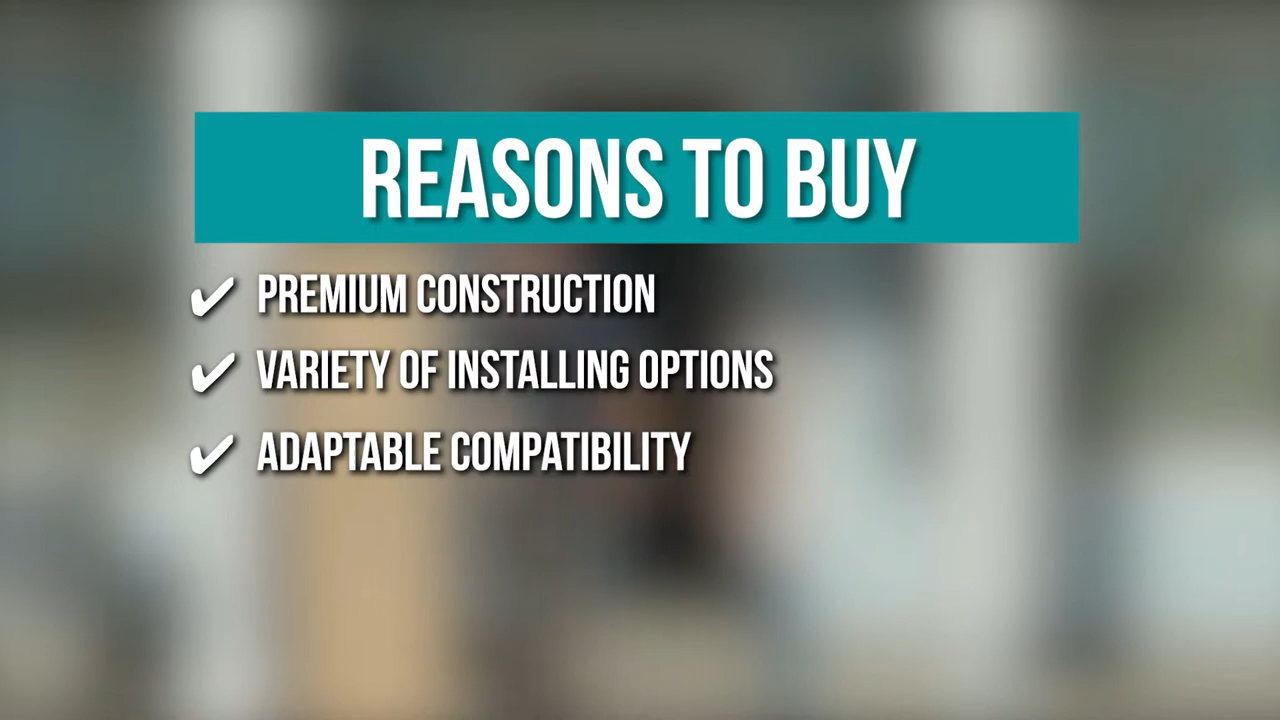 REASONS TO BUY
✔ PREMIUM CONSTRUCTION
✔ VARIETY OF INSTALLING OPTIONS
✔ ADAPTABLE COMPATIBILITY